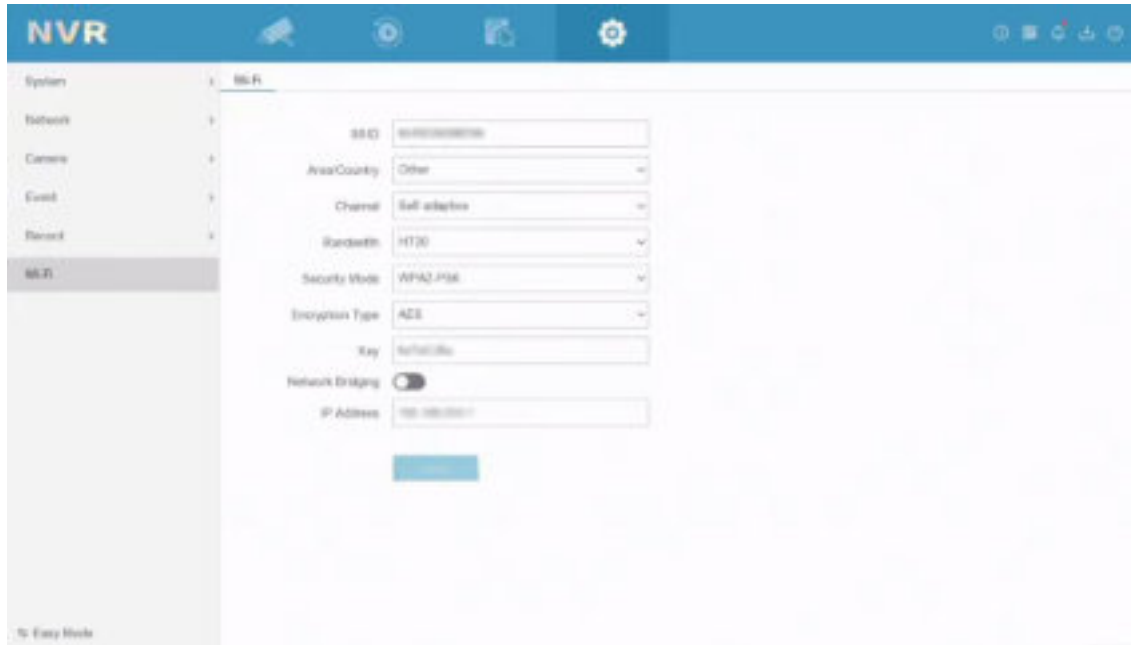 NVR
System
Network
Camera
Event
Record
Wi-Fi
Easy Mode
Wi-Fi
SSID
Area/Country Other
Channel Self-adaptive
Bandwidth HT20
Security Mode WPA2-PSK
Encryption Type AES
Key
Network Bridging
IP Address